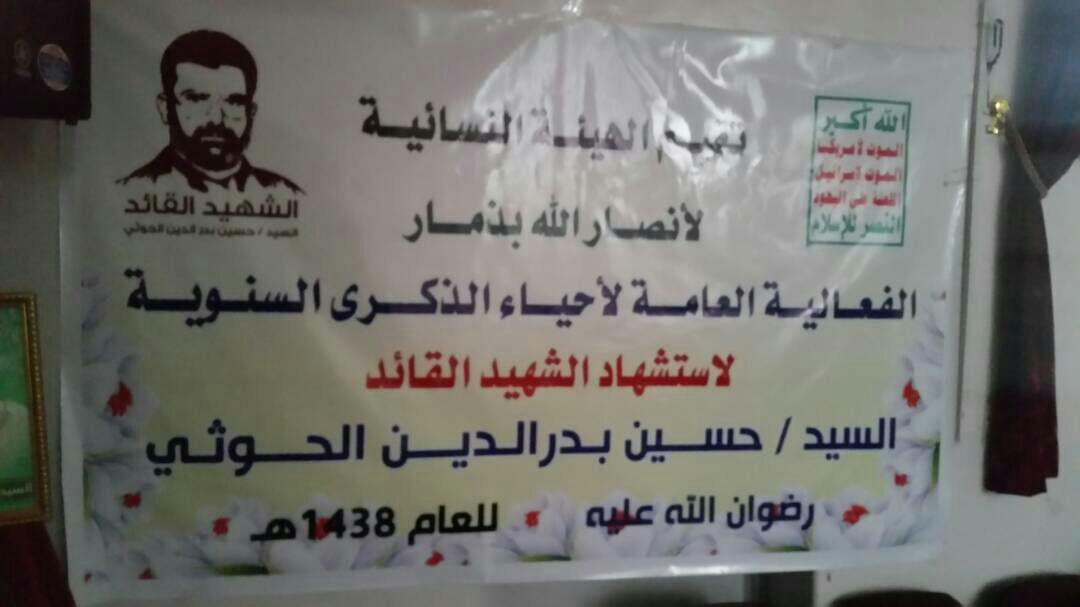 الشهيد القائد
السيد / حسين بدر الدين الحوثي
الله أكبر
الموت لأمريكا
الموت لإسرائيل
اللعنة على اليهود
النصر للإسلام
تقيم الهيئة النسائية
لأنصار الله بذمار
الفعالية العامة لأحياء الذكرى السنوية
لاستشهاد الشهيد القائد
السيد / حسين بدرالدين الحوثي
رضوان الله عليه للعام 1438هـ
السيد